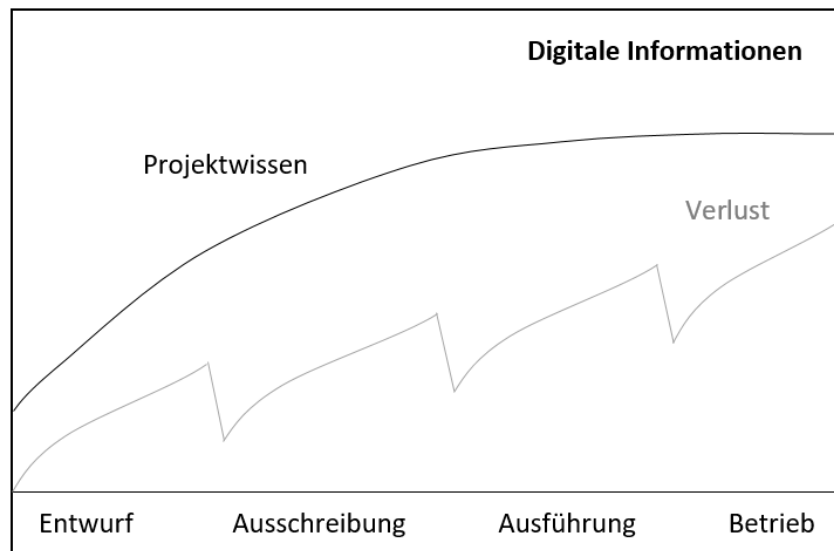 Digitale Informationen
Projektwissen
Verlust
Entwurf Ausschreibung Ausführung Betrieb